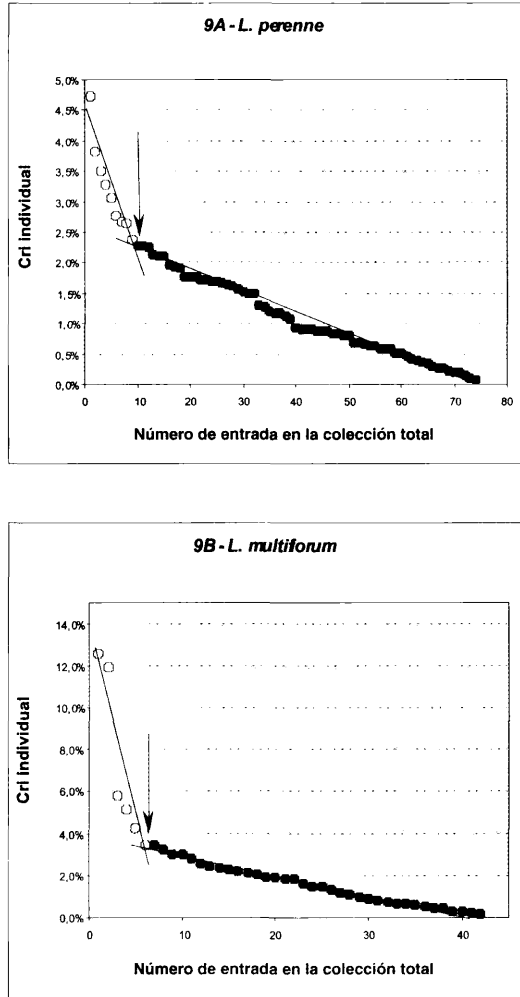 9A - L. perenne
5,0%
4,5%
4,0%
3,5%
3,0%
2,5%
2,0%
1,5%
1,0%
0,5%
0,0%
Cri individual
0 10 20 30 40 50 60 70 80
Número de entrada en la colección total
9B - L. multiforum
14,0%
12,0%
10,0%
8,0%
6,0%
4,0%
2,0%
0,0%
Cri individual
0 10 20 30 40
Número de entrada en la colección total